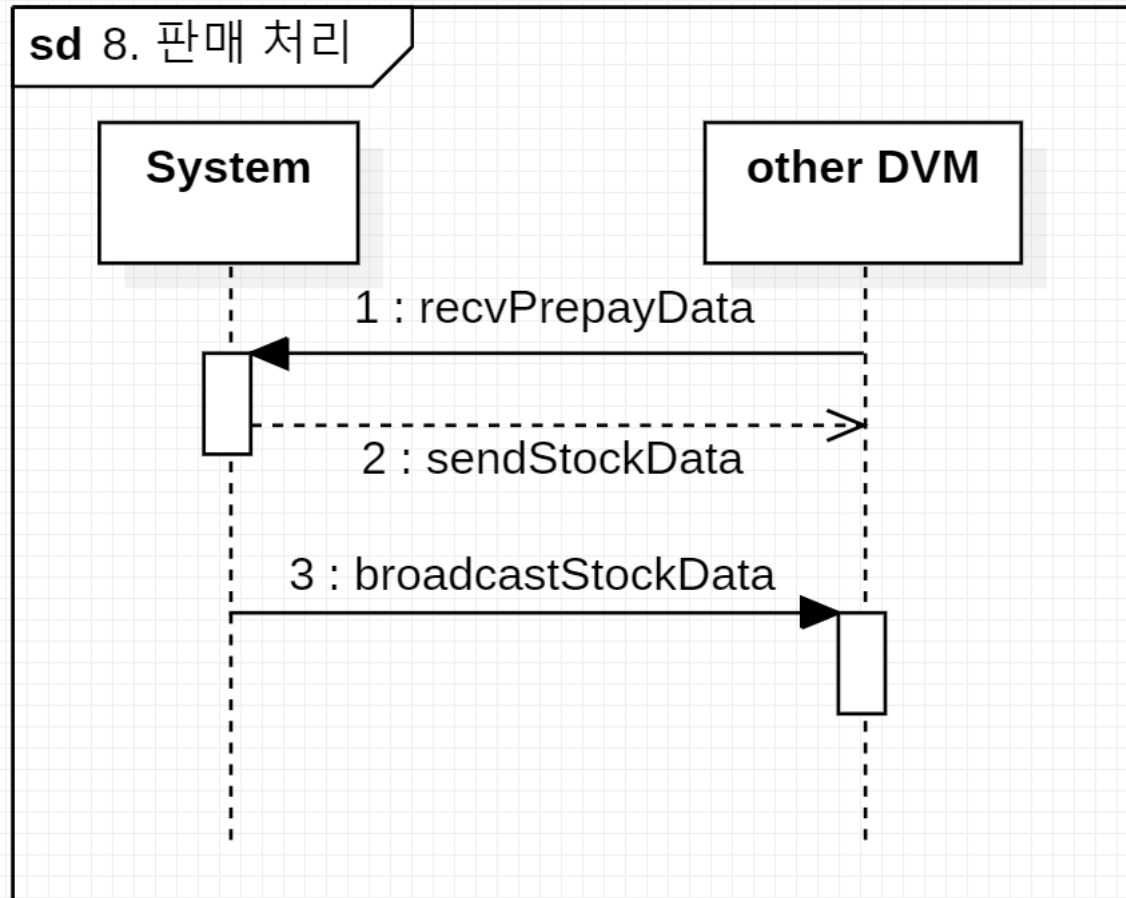 sd 8. 판매 처리
System
other DVM
1 : recvPrepayData
2 : sendStockData
3 : broadcastStockData